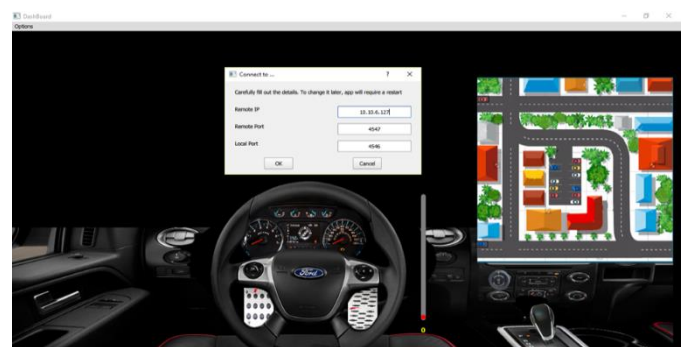 DashBoard
Options
Connect to ...
Carefully fill out the details. To change it later, app will require a restart
Remote IP
10.10.6.127
Remote Port
4547
Local Port
4546
OK
Cancel
Ford
0